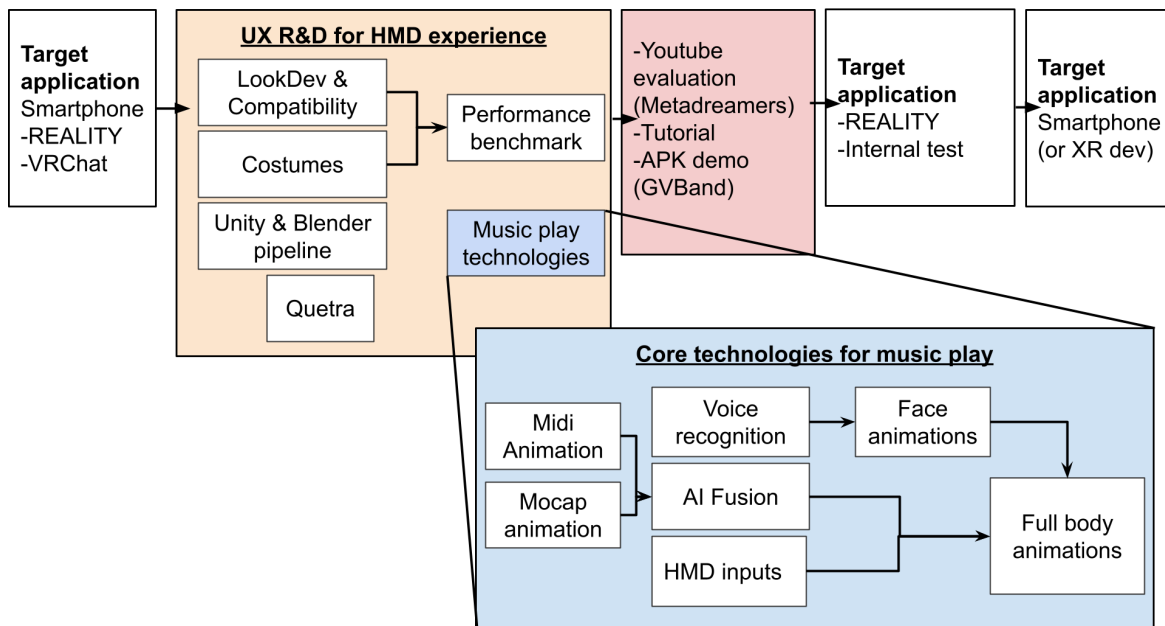 Target
application
Smartphone
-REALITY
-VRChat
UX R&D for HMD experience
LookDev &
Compatibility
Costumes
Unity & Blender
pipeline
Quetra
Performance
benchmark
Music play
technologies
-Youtube
evaluation
(Metadreamers)
-Tutorial
-APK demo
(GVBand)
Target
application
-REALITY
-Internal test
Target
application
Smartphone
(or XR dev)
Core technologies for music play
Midi
Animation
Mocap
animation
Voice
recognition
AI Fusion
HMD inputs
Face
animations
Full body
animations